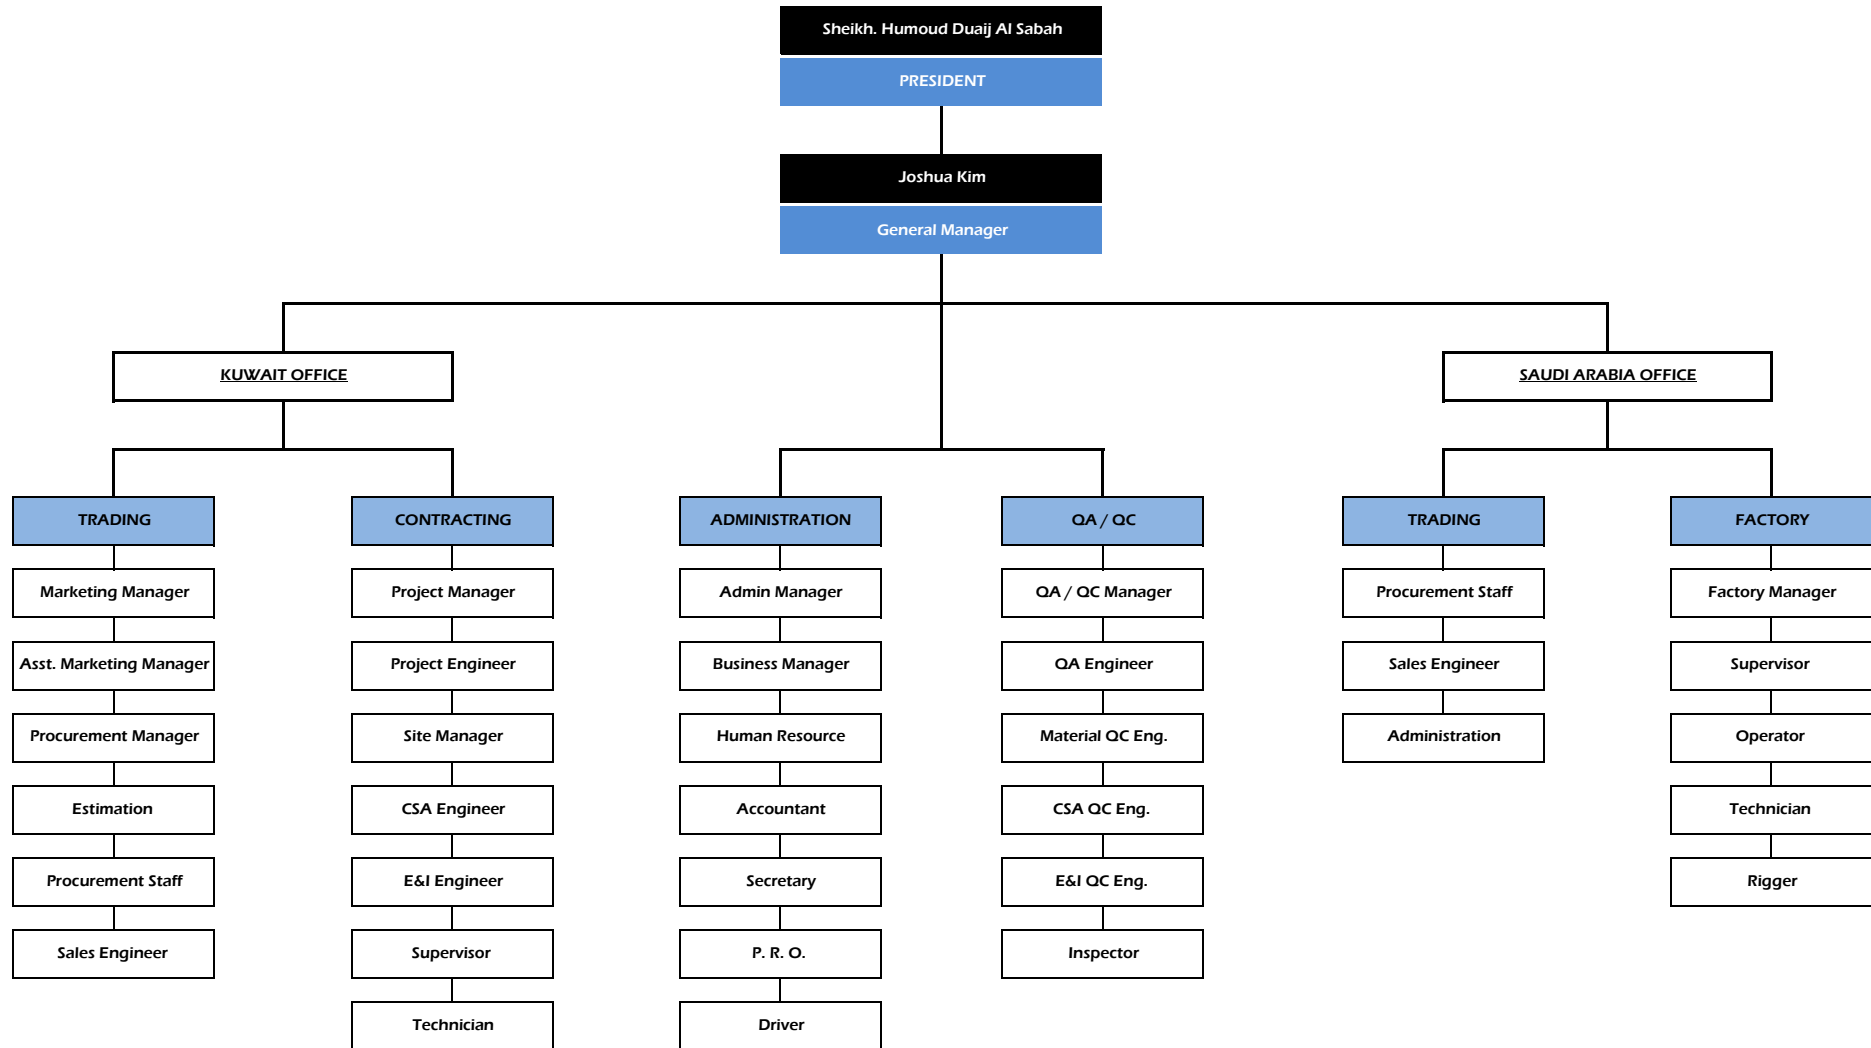 Sheikh. Humoud Duaij Al Sabah
PRESIDENT
Joshua Kim
General Manager
KUWAIT OFFICE
SAUDI ARABIA OFFICE
TRADING
CONTRACTING
ADMINISTRATION
QA / QC
TRADING
FACTORY
Marketing Manager
Project Manager
Admin Manager
QA / QC Manager
Procurement Staff
Factory Manager
Asst. Marketing Manager
Project Engineer
Business Manager
QA Engineer
Sales Engineer
Supervisor
Procurement Manager
Site Manager
Human Resource
Material QC Eng.
Administration
Operator
Estimation
CSA Engineer
Accountant
CSA QC Eng.
Technician
Procurement Staff
E&I Engineer
Secretary
E&I QC Eng.
Rigger
Sales Engineer
Supervisor
P. R. O.
Inspector
Technician
Driver